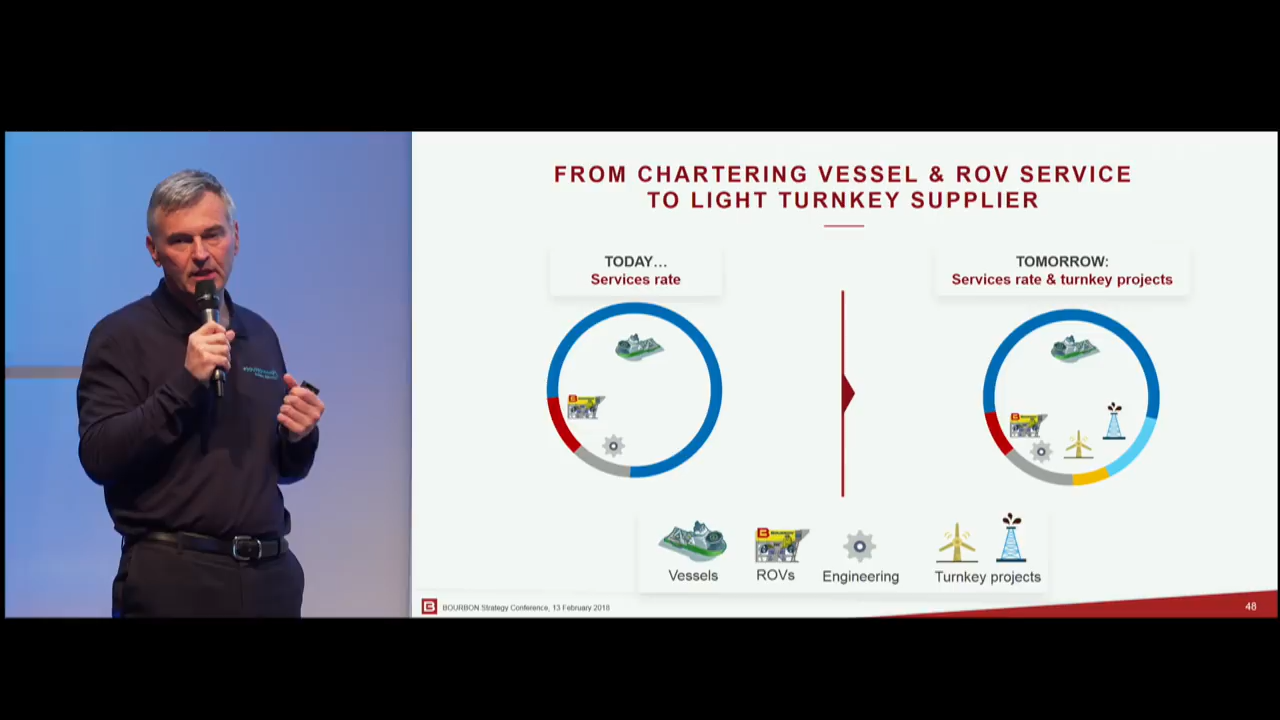 FROM CHARTERING VESSEL & ROV SERVICE
TO LIGHT TURNKEY SUPPLIER
TODAY...
Services rate
TOMORROW:
Services rate & turnkey projects
Vessels
ROVs
Engineering
Turnkey projects
BOURBON Strategy Conference, 13 February 2018
48